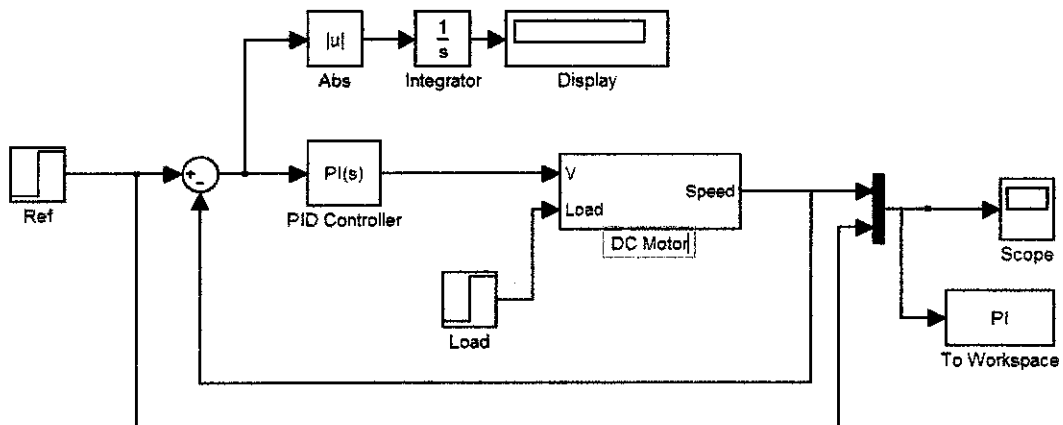 |u|
1
s
Abs
Integrator
Display
Ref
+
-
PI(s)
PID Controller
V
Load
Speed
DC Motor
Load
Scope
PI
To Workspace